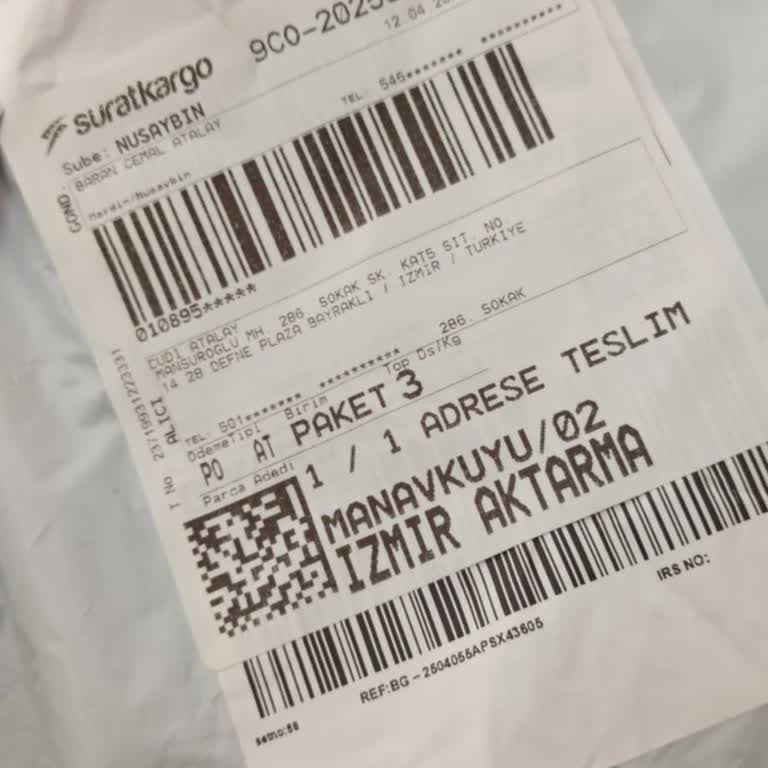 süratkargo
9C0-2025
12 04 20
Sube: NUSAYBIN
TEL: 546******* **********
GOND.
BARAN CEMAL ATALAY
Mardin/Nusaybin
010895*****
ALICI
CUDI ATALAY
MANSUROGLU MH. 286. SOKAK SK. KAT5 SIT. NO
14 28 DEFNE PLAZA BAYRAKLI / IZMIR / TURKIYE
286. SOKAK
TEL: 501******* **********
OdemeTipi Birim Top Ds/Kg
PO AT PAKET 3
Parca Adedi
1 / 1 ADRESE TESLIM
MANAVKUYU/02
IZMIR AKTARMA
IRS NO:
REF:BG - 2504055APSX43605